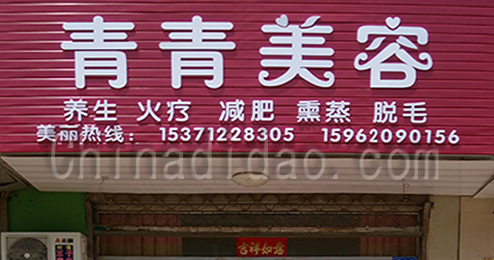 青青美容
养生 火疗 减肥 熏蒸 脱毛
美丽热线： 15371228305 15962090156
Chinadidao.com
吉祥如意